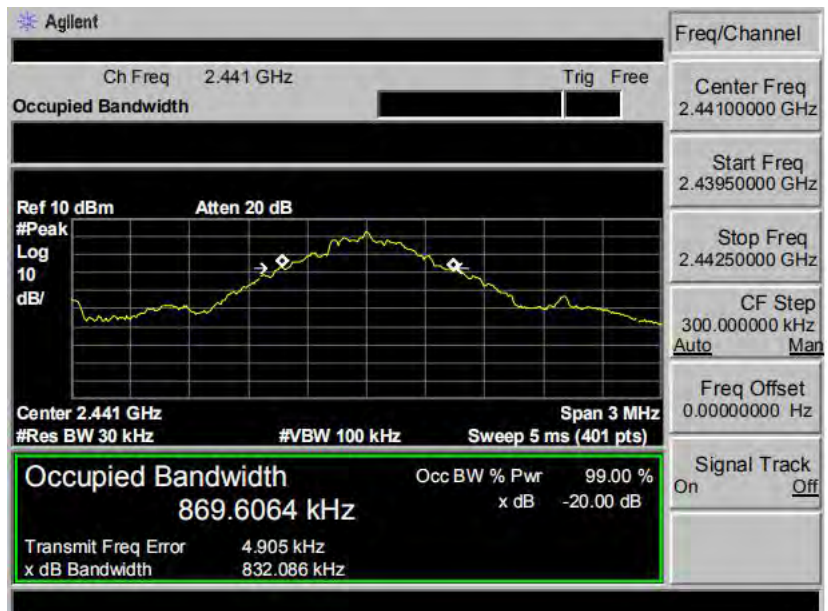 Agilent
Freq/Channel
Ch Freq 2.441 GHz Trig Free
Occupied Bandwidth
Center Freq
2.44100000 GHz
Start Freq
2.43950000 GHz
Stop Freq
2.44250000 GHz
CF Step
300.000000 kHz
Auto Man
Freq Offset
0.00000000 Hz
Signal Track
On Off
Ref 10 dBm Atten 20 dB
#Peak
Log
10
dB/
Center 2.441 GHz Span 3 MHz
#Res BW 30 kHz #VBW 100 kHz Sweep 5 ms (401 pts)
Occupied Bandwidth
869.6064 kHz
Occ BW % Pwr 99.00 %
x dB -20.00 dB
Transmit Freq Error 4.905 kHz
x dB Bandwidth 832.086 kHz